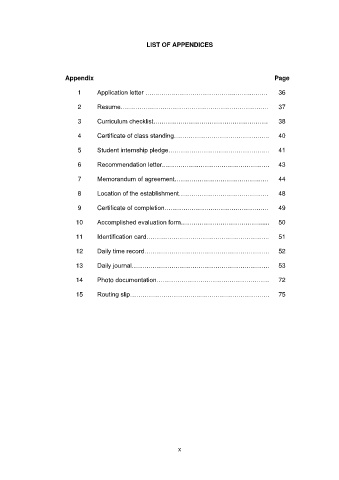 LIST OF APPENDICES
Appendix Page
1 Application letter ………………………………………………………… 36
2 Resume……………………………………………………………………… 37
3 Curriculum checklist……………………………………………………… 38
4 Certificate of class standing…………………………………………… 40
5 Student internship pledge……………………………………………… 41
6 Recommendation letter………………………………………………… 43
7 Memorandum of agreement…………………………………………… 44
8 Location of the establishment………………………………………… 48
9 Certificate of completion……………………………………………… 49
10 Accomplished evaluation form………………………………………… 50
11 Identification card………………………………………………………… 51
12 Daily time record………………………………………………………… 52
13 Daily journal……………………………………………………………… 53
14 Photo documentation…………………………………………………… 72
15 Routing slip………………………………………………………………… 75
x